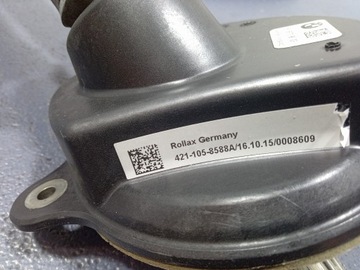 Rollax Germany
421-105-8588A/16.10.15/0008609